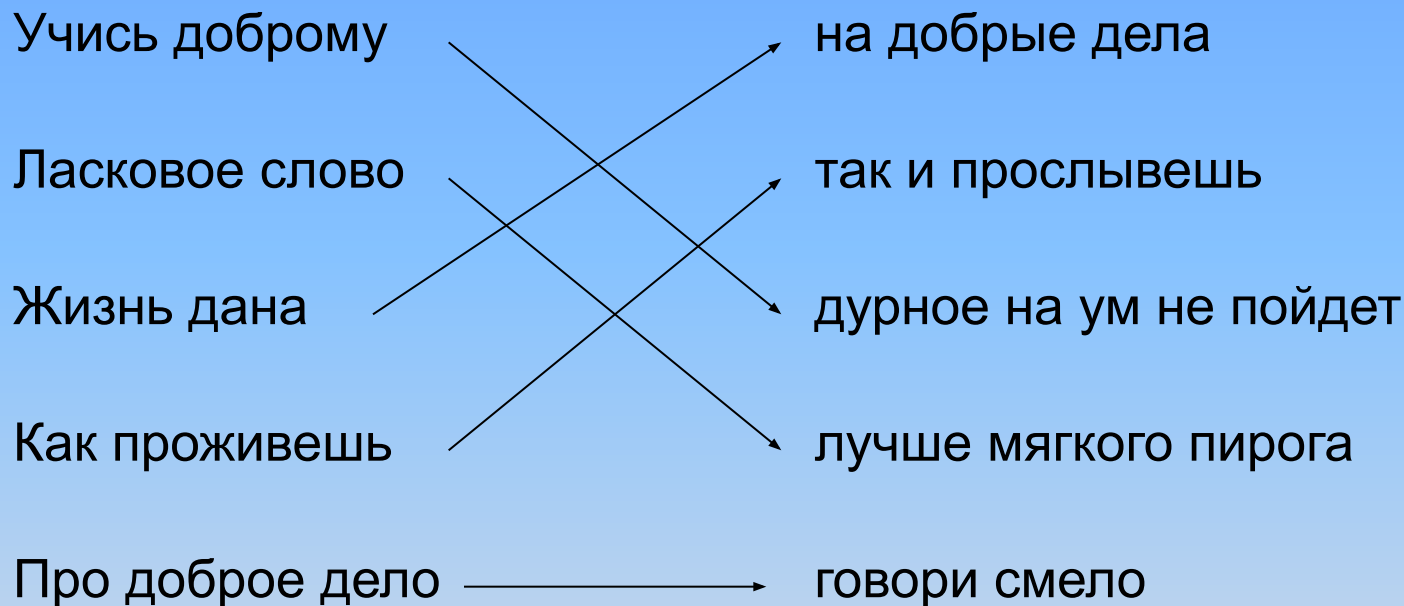 Учись доброму на добрые дела
Ласковое слово так и прослывешь
Жизнь дана дурное на ум не пойдет
Как проживешь лучше мягкого пирога
Про доброе дело говори смело